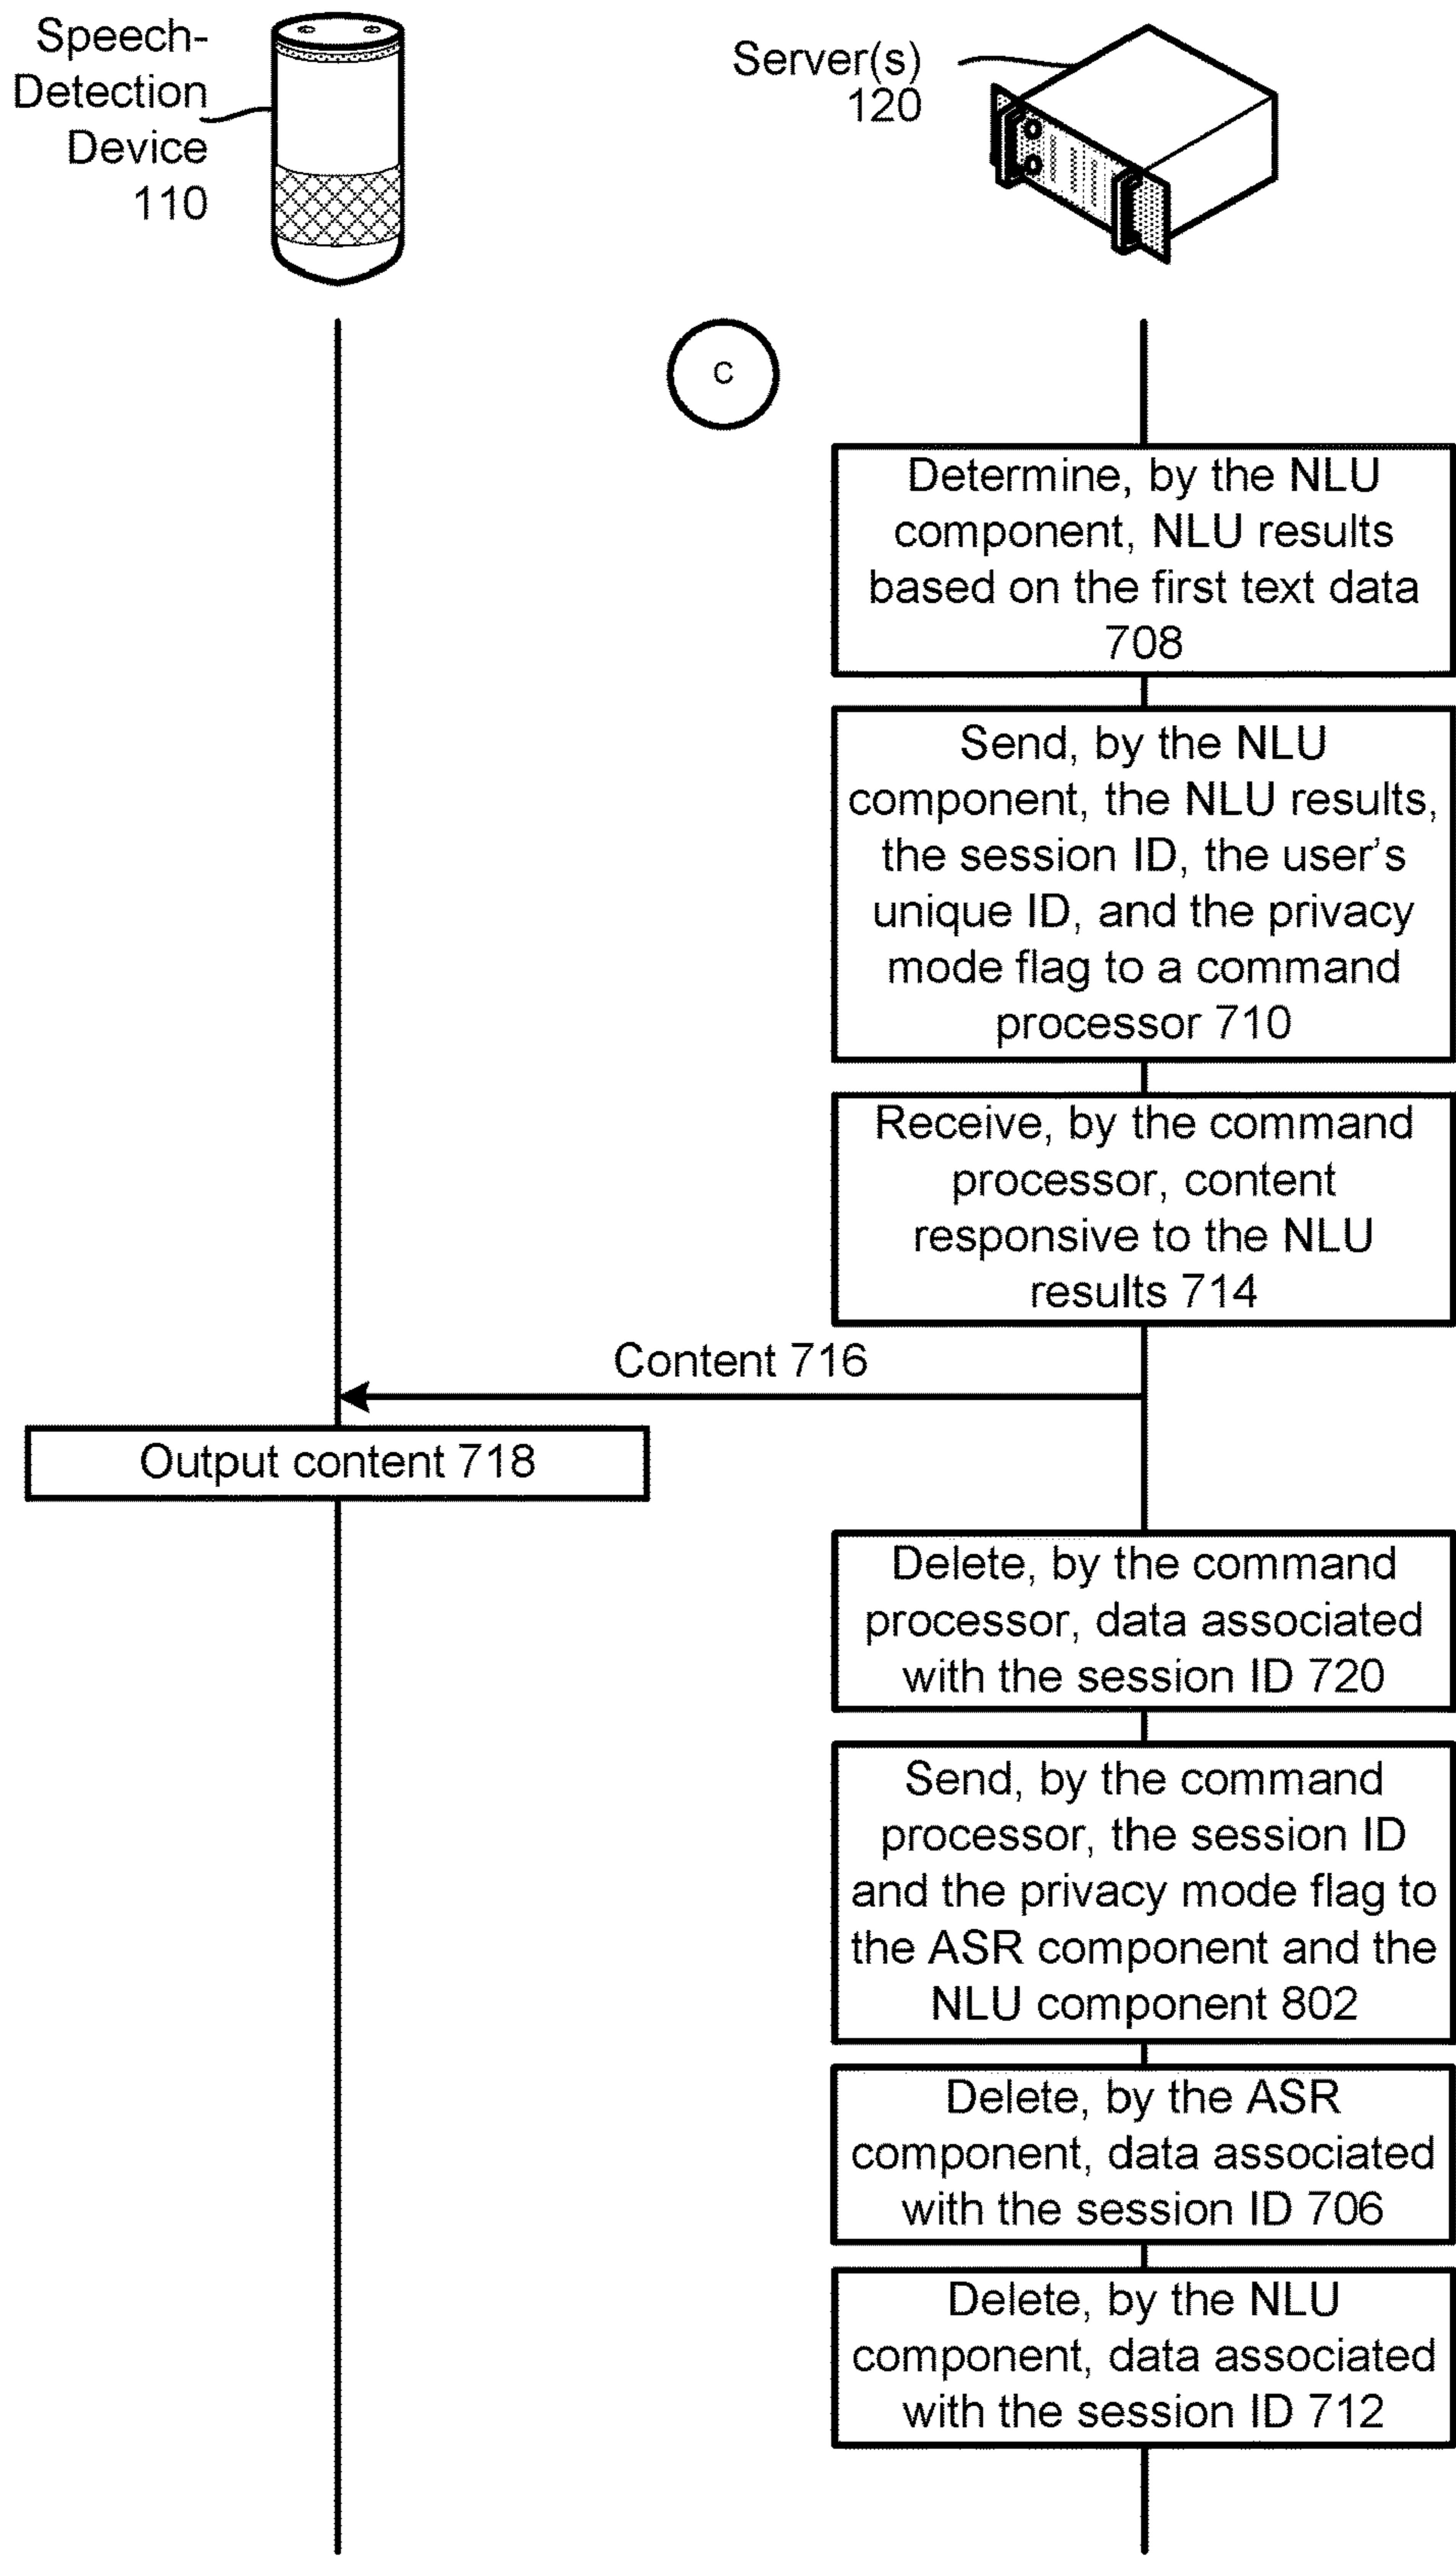 Speech-
Detection
Device
110
Server(s)
120
C
Determine, by the NLU
component, NLU results
based on the first text data
708
Send, by the NLU
component, the NLU results,
the session ID, the user's
unique ID, and the privacy
mode flag to a command
processor 710
Receive, by the command
processor, content
responsive to the NLU
results 714
Content 716
Output content 718
Delete, by the command
processor, data associated
with the session ID 720
Send, by the command
processor, the session ID
and the privacy mode flag to
the ASR component and the
NLU component 802
Delete, by the ASR
component, data associated
with the session ID 706
Delete, by the NLU
component, data associated
with the session ID 712